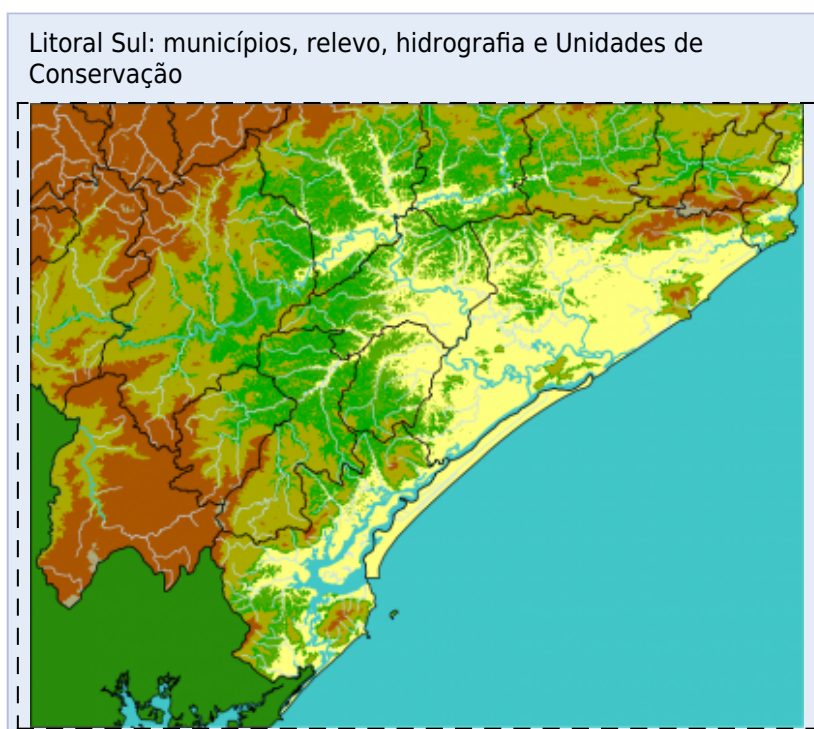 Litoral Sul: municípios, relevo, hidrografia e Unidades de
Conservação